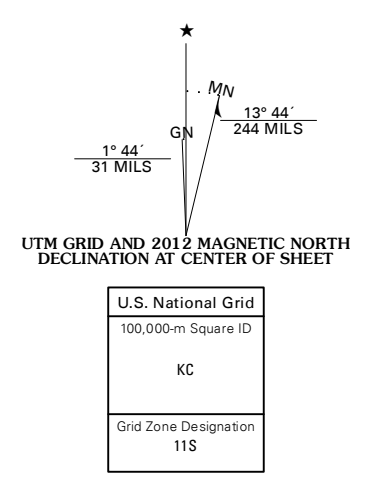 ★
MN
GN
13° 44´
244 MILS
1° 44´
31 MILS
UTM GRID AND 2012 MAGNETIC NORTH
DECLINATION AT CENTER OF SHEET
U.S. National Grid
100,000-m Square ID
KC
Grid Zone Designation
11S